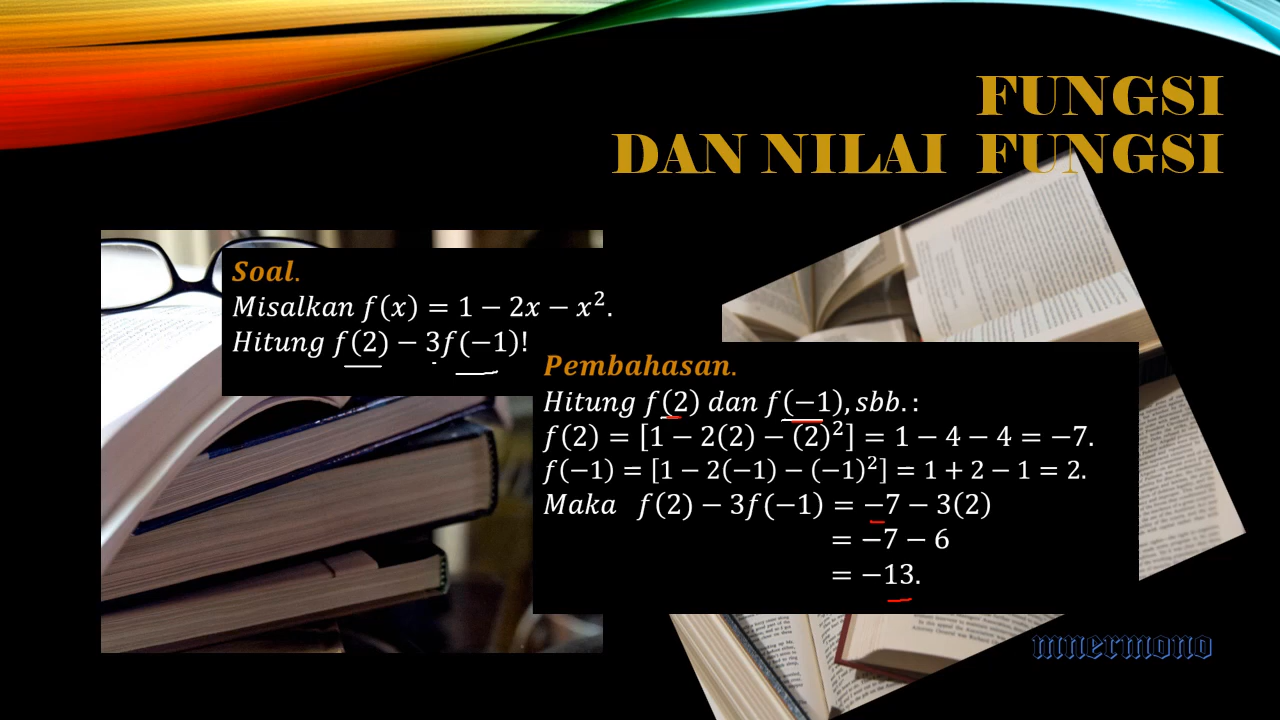 FUNGSI
DAN NILAI FUNGSI
Soal.
Misalkan f(x) = 1 − 2x − x².
Hitung f(2) − 3f(−1)!
Pembahasan.
Hitung f(2) dan f(−1), sbb. :
f(2) = [1 − 2(2) − (2)²] = 1 − 4 − 4 = −7.
f(−1) = [1 − 2(−1) − (−1)²] = 1 + 2 − 1 = 2.
Maka f(2) − 3f(−1) = −7 − 3(2)
= −7 − 6
= −13.
mnermono